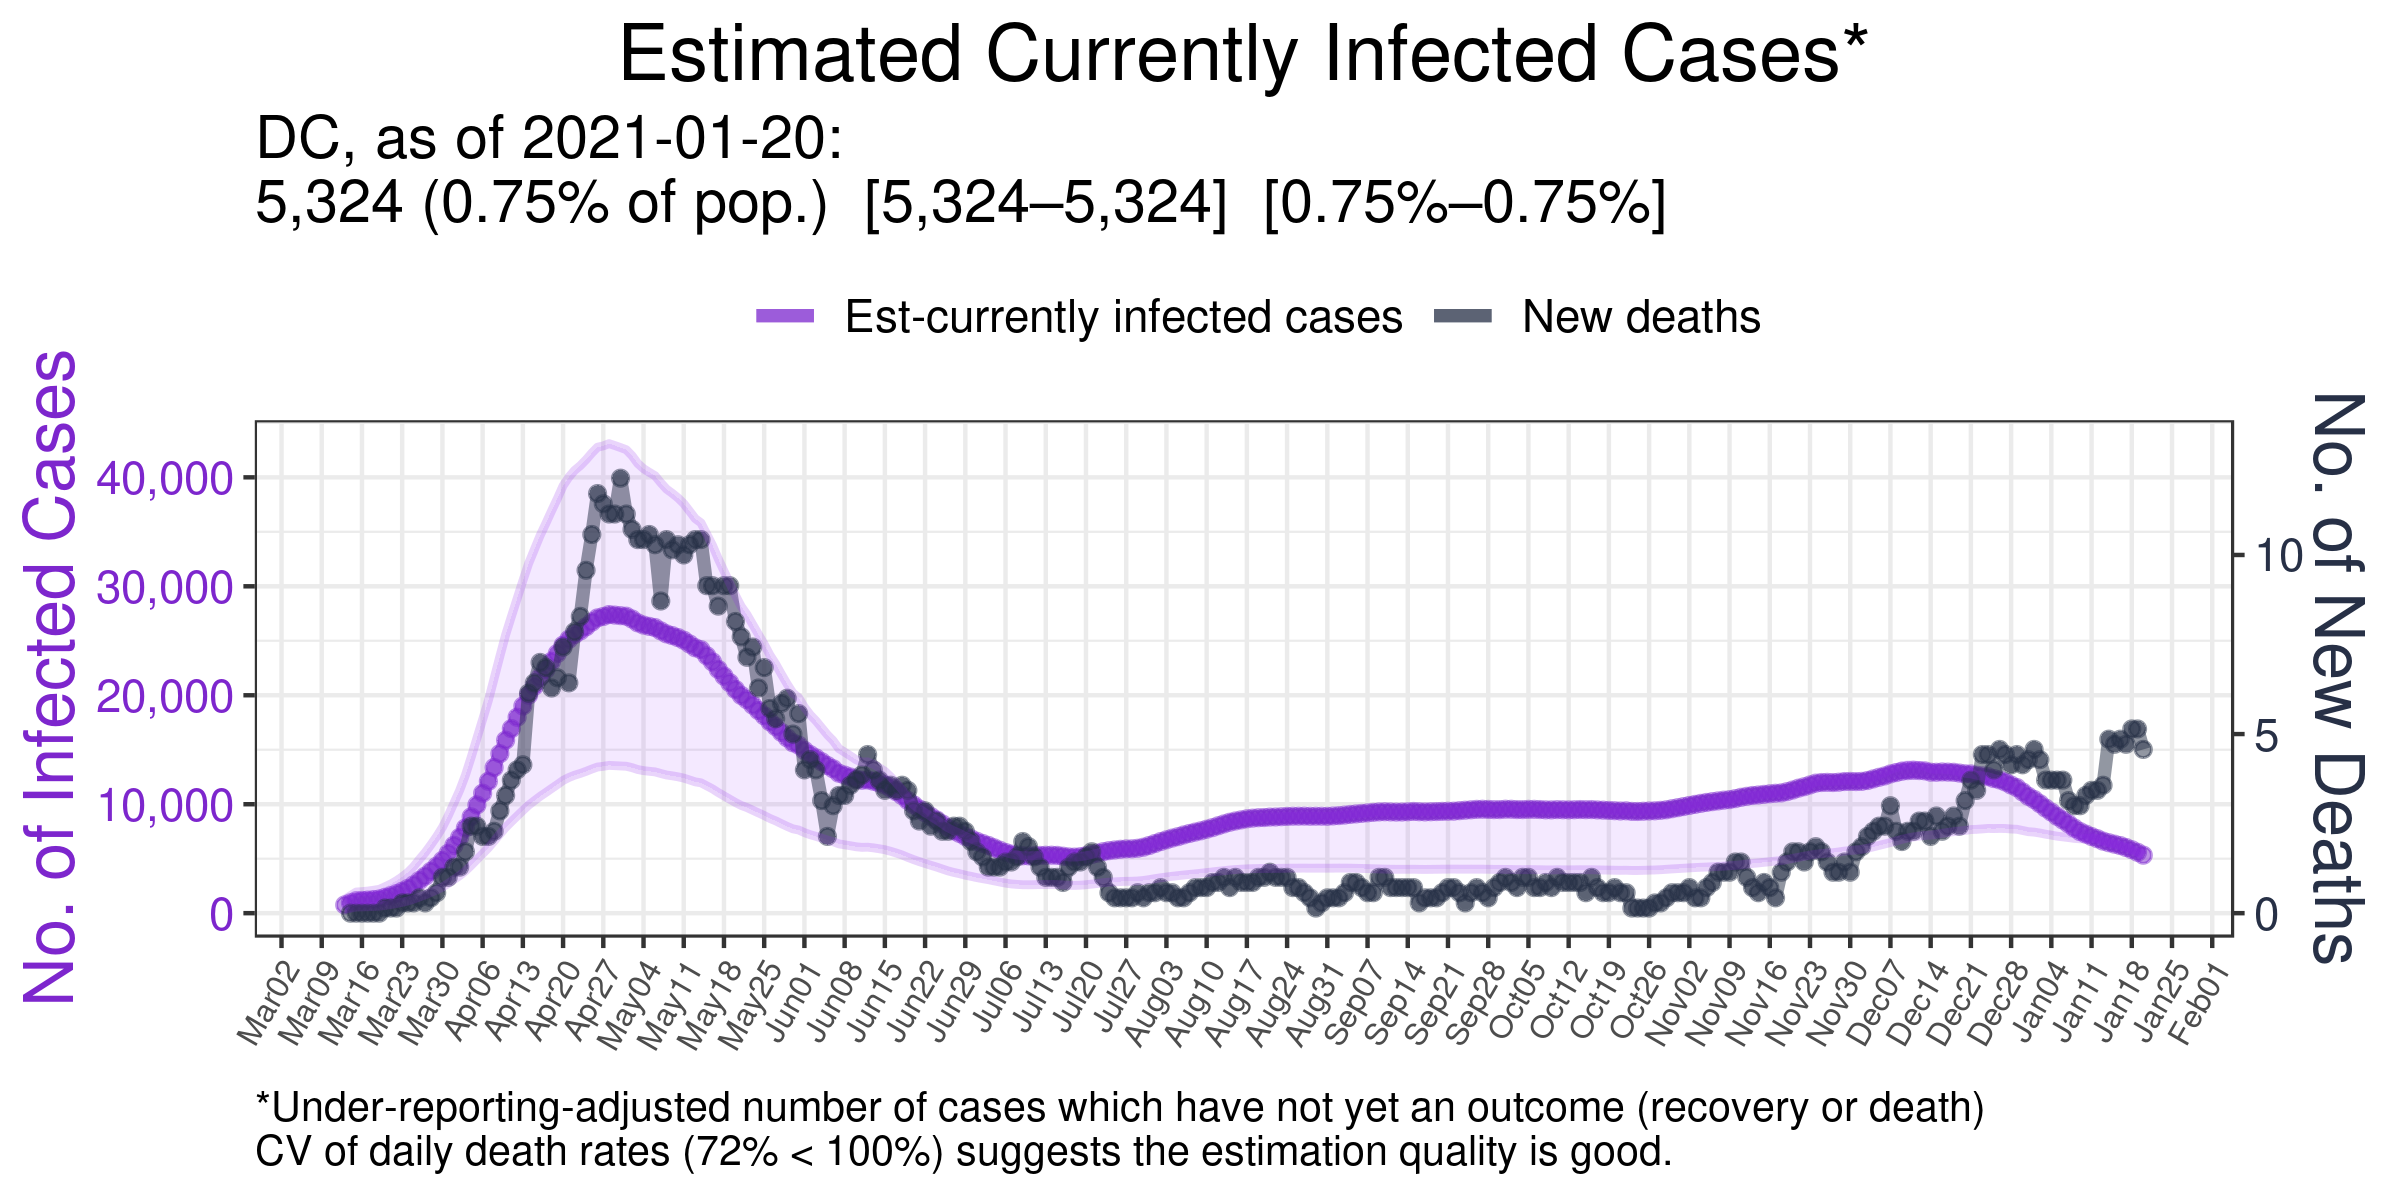 Estimated Currently Infected Cases*
DC, as of 2021-01-20:
5,324 (0.75% of pop.) [5,324–5,324] [0.75%–0.75%]
Est-currently infected cases
New deaths
No. of Infected Cases
40,000
30,000
20,000
10,000
0
10
5
0
No. of New Deaths
Mar02
Mar09
Mar16
Mar23
Mar30
Apr06
Apr13
Apr20
Apr27
May04
May11
May18
May25
Jun01
Jun08
Jun15
Jun22
Jun29
Jul06
Jul13
Jul20
Jul27
Aug03
Aug10
Aug17
Aug24
Aug31
Sep07
Sep14
Sep21
Sep28
Oct05
Oct12
Oct19
Oct26
Nov02
Nov09
Nov16
Nov23
Nov30
Dec07
Dec14
Dec21
Dec28
Jan04
Jan11
Jan18
Jan25
Feb01
*Under-reporting-adjusted number of cases which have not yet an outcome (recovery or death)
CV of daily death rates (72% < 100%) suggests the estimation quality is good.